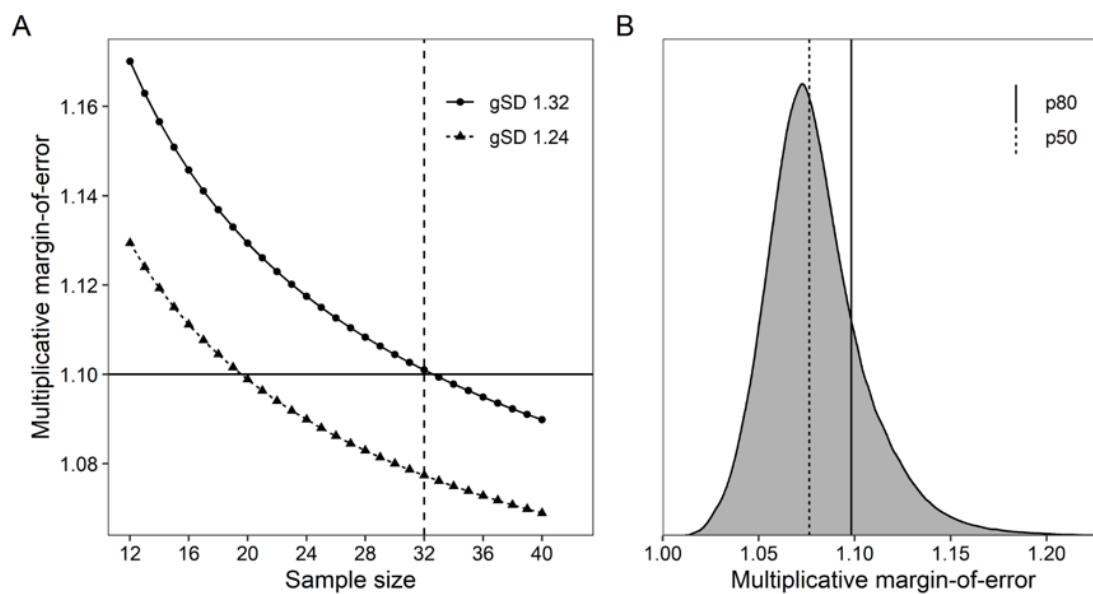 A
Multiplicative margin-of-error
1.16
1.14
1.12
1.10
1.08
gSD 1.32
gSD 1.24
12 16 20 24 28 32 36 40
Sample size
B
p80
p50
1.00 1.05 1.10 1.15 1.20
Multiplicative margin-of-error